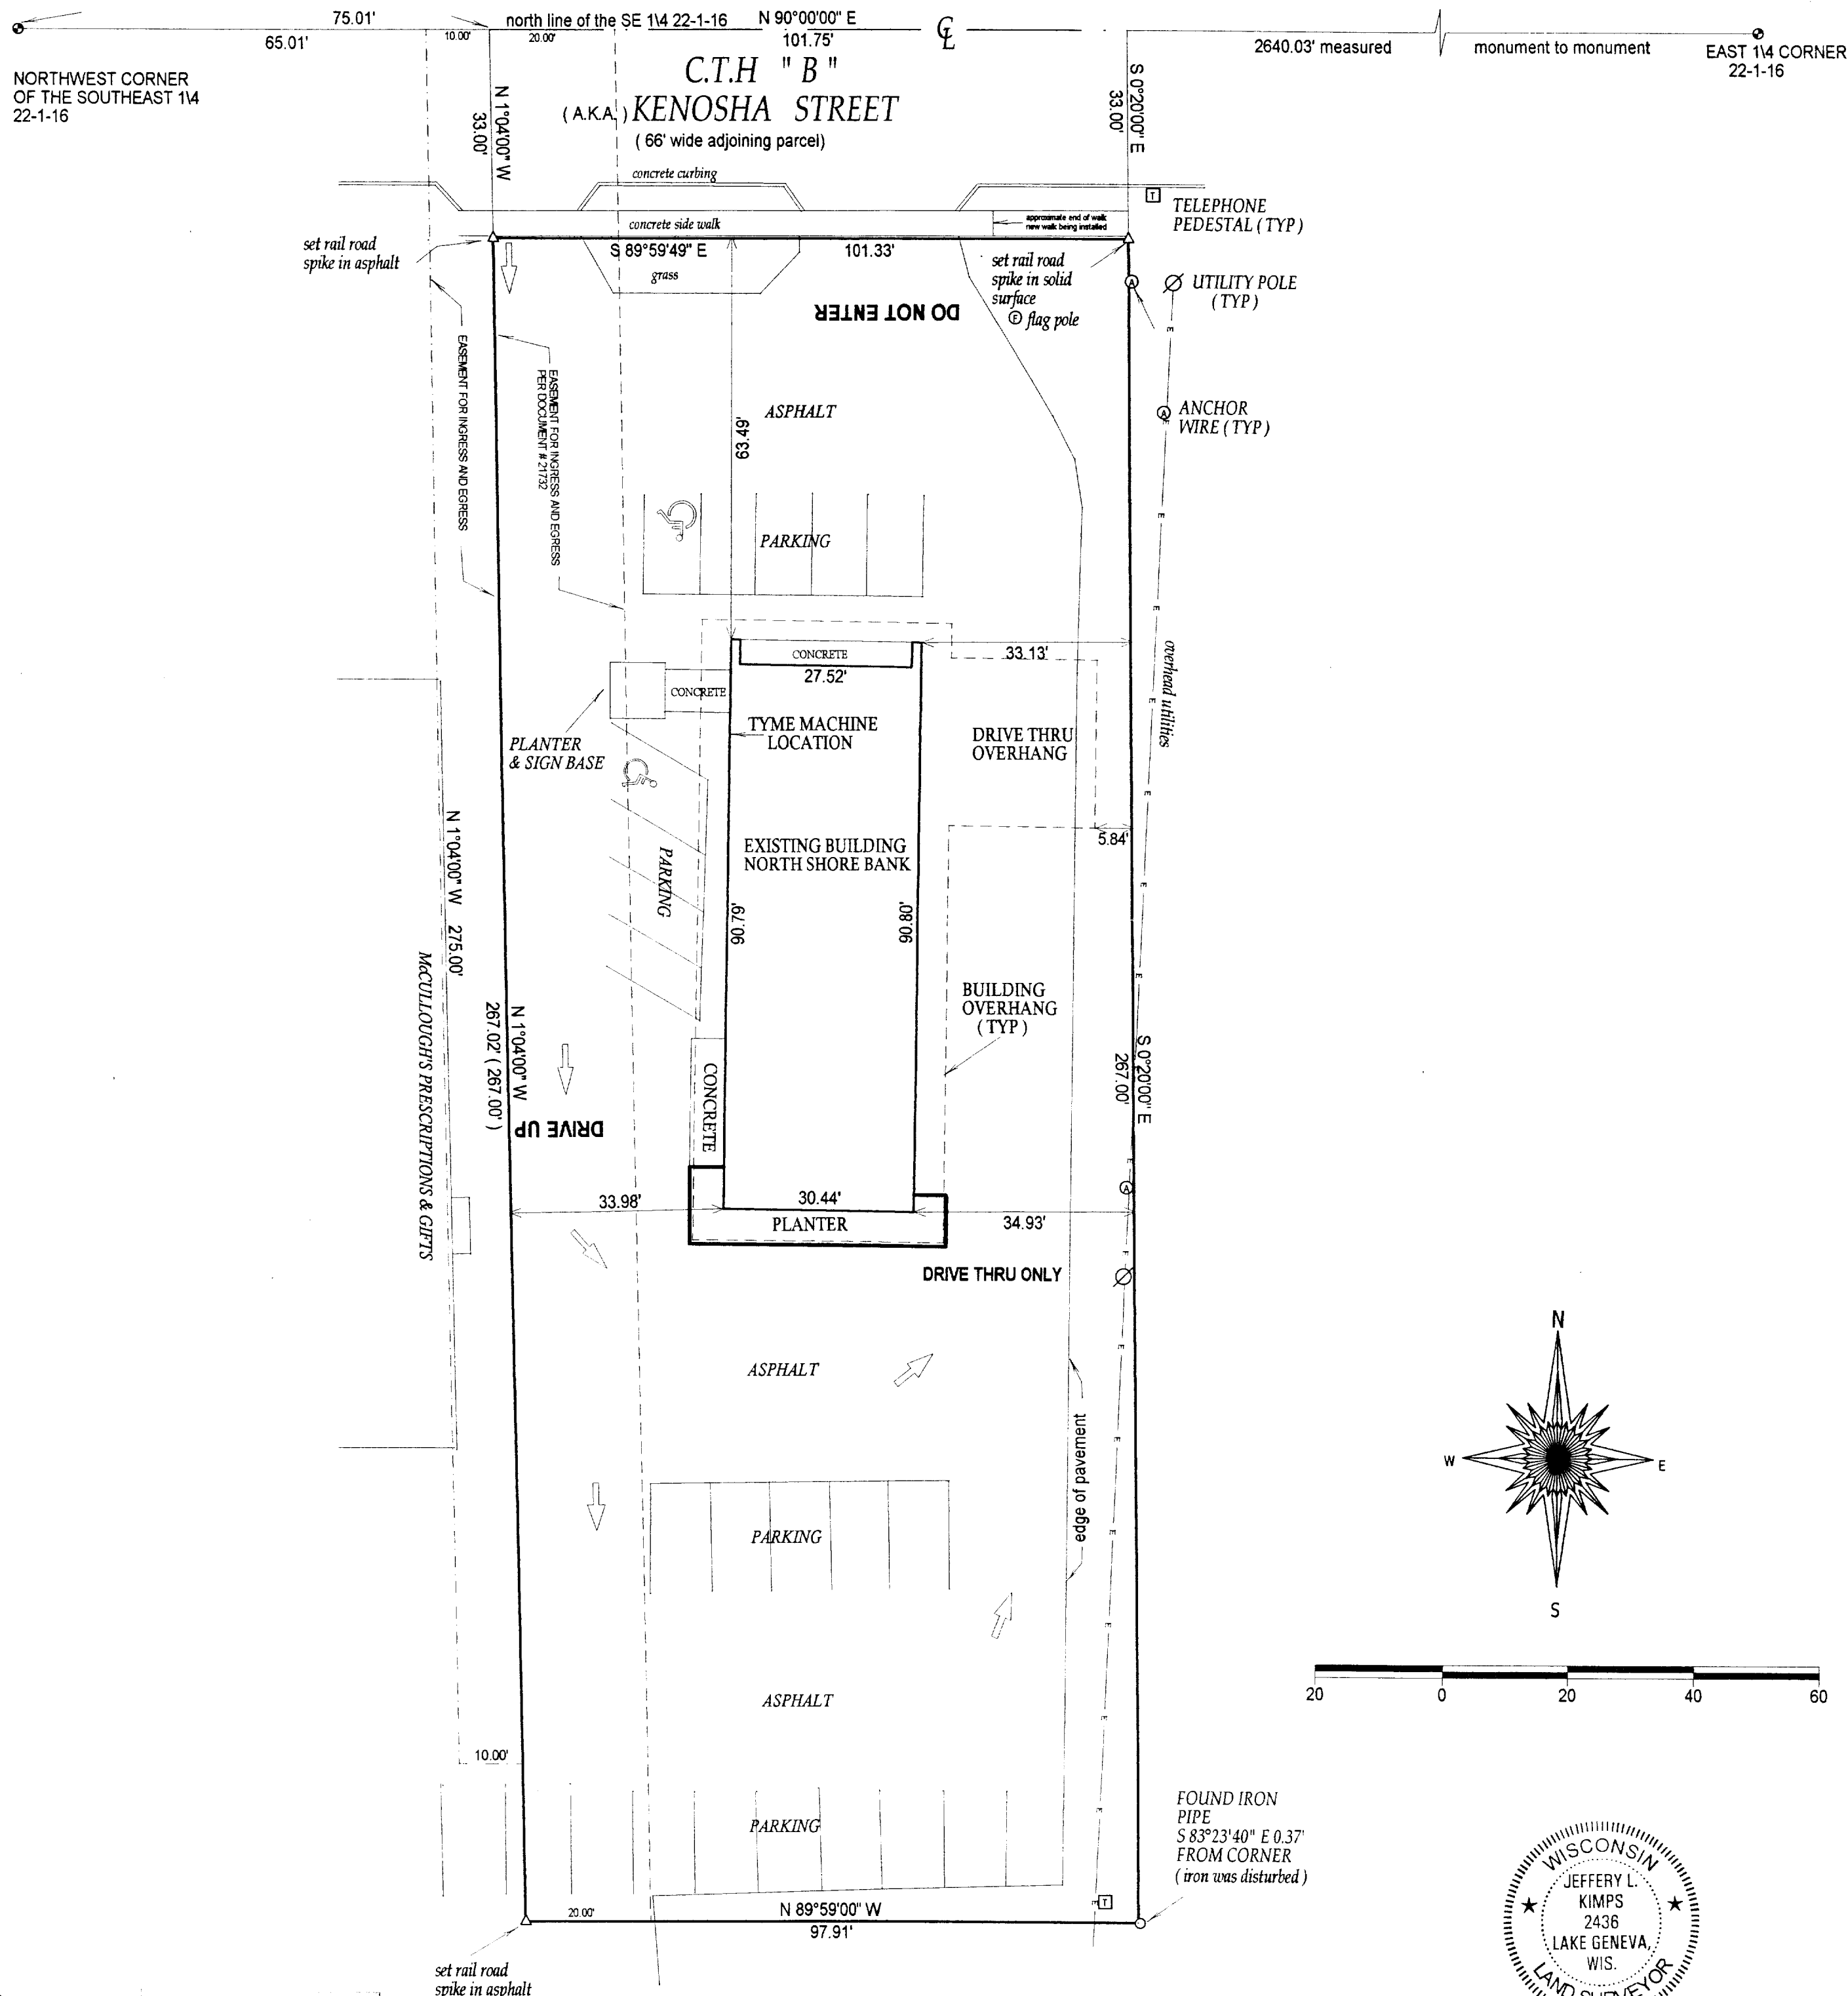 75.01'
north line of the SE 1\4 22-1-16
N 90°00'00" E
65.01'
10.00'
20.00'
101.75'
2640.03' measured
monument to monument
EAST 1\4 CORNER
22-1-16
NORTHWEST CORNER
OF THE SOUTHEAST 1\4
22-1-16
C.T.H " B "
( A.K.A. ) KENOSHA STREET
( 66' wide adjoining parcel)
N 1°04'00" W
33.00'
S 0°20'00" E
33.00'
concrete curbing
concrete side walk
approximate end of walk
new walk being installed
T
TELEPHONE
PEDESTAL ( TYP )
set rail road
spike in asphalt
S 89°59'49" E
101.33'
grass
set rail road
spike in solid
surface
F flag pole
DO NOT ENTER
A
UTILITY POLE
( TYP )
A
ANCHOR
WIRE ( TYP )
EASEMENT FOR INGRESS AND EGRESS
EASEMENT FOR INGRESS AND EGRESS
PER DOCUMENT # 21732
ASPHALT
63.49'
PARKING
CONCRETE
27.52'
33.13'
overhead utilities
CONCRETE
TYME MACHINE
LOCATION
PLANTER
& SIGN BASE
DRIVE THRU
OVERHANG
5.84'
EXISTING BUILDING
NORTH SHORE BANK
PARKING
90.79'
90.80'
N 1°04'00" W 275.00'
McCULLOUGH'S PRESCRIPTIONS & GIFTS
N 1°04'00" W
267.02' ( 267.00' )
BUILDING
OVERHANG
( TYP )
S 0°20'00" E
267.00'
CONCRETE
DRIVE UP
A
33.98'
30.44'
34.93'
PLANTER
DRIVE THRU ONLY
ASPHALT
edge of pavement
PARKING
N
W
E
S
ASPHALT
20
0
20
40
60
10.00'
PARKING
FOUND IRON
PIPE
S 83°23'40" E 0.37'
FROM CORNER
( iron was disturbed )
T
20.00'
N 89°59'00" W
97.91'
set rail road
spike in asphalt
WISCONSIN
JEFFERY L.
KIMPS
2436
LAKE GENEVA,
WIS.
LAND SURVEYOR